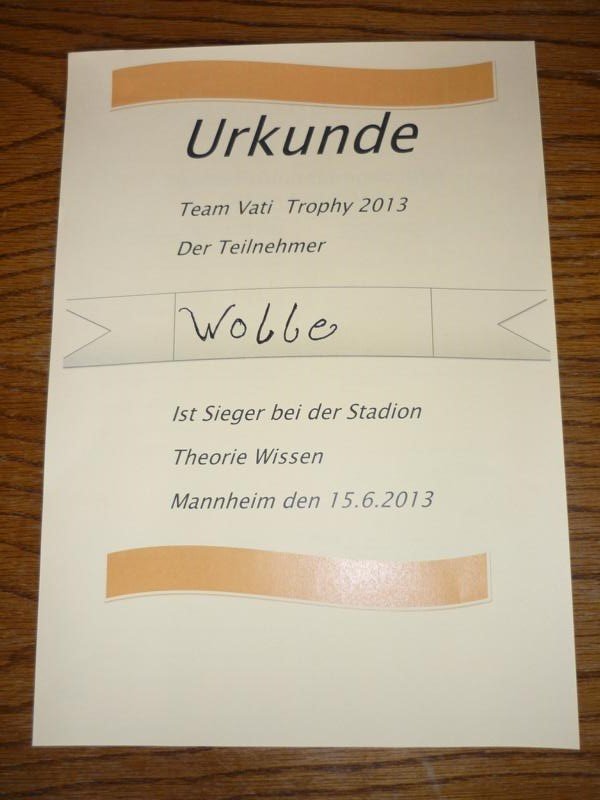 Urkunde
Team Vati Trophy 2013
Der Teilnehmer
Wolle
Ist Sieger bei der Stadion
Theorie Wissen
Mannheim den 15.6.2013